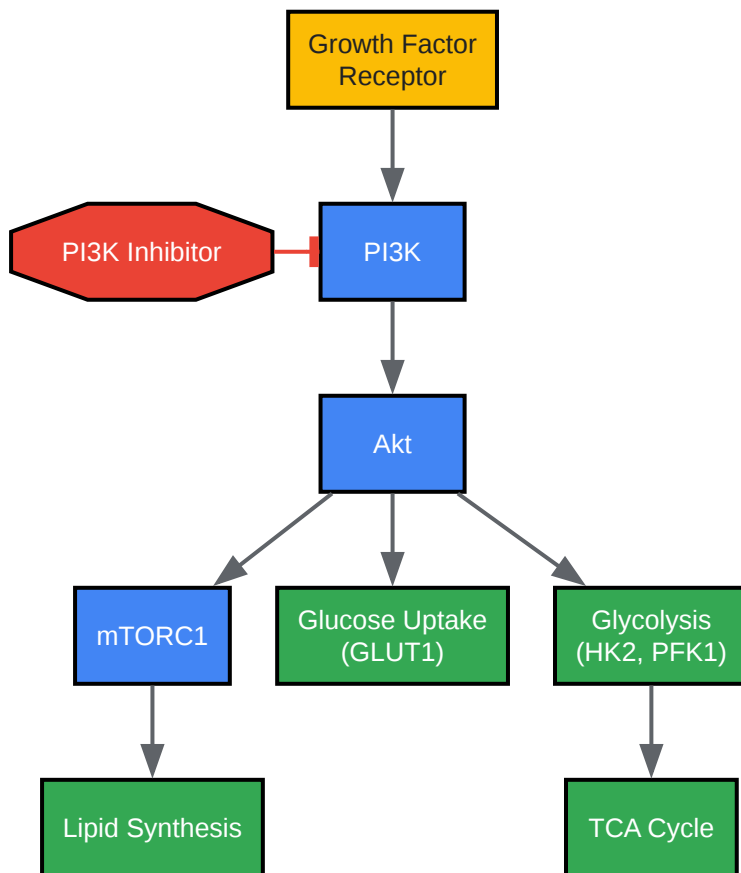 Growth Factor
Receptor
PI3K Inhibitor
PI3K
Akt
mTORC1
Glucose Uptake
(GLUT1)
Glycolysis
(HK2, PFK1)
Lipid Synthesis
TCA Cycle